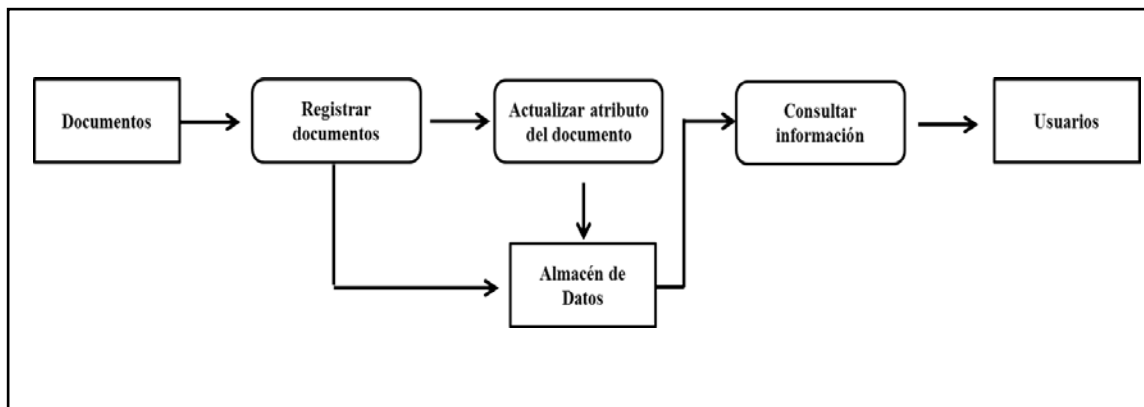 Documentos
Registrar
documentos
Actualizar atributo
del documento
Consultar
información
Usuarios
Almacén de
Datos